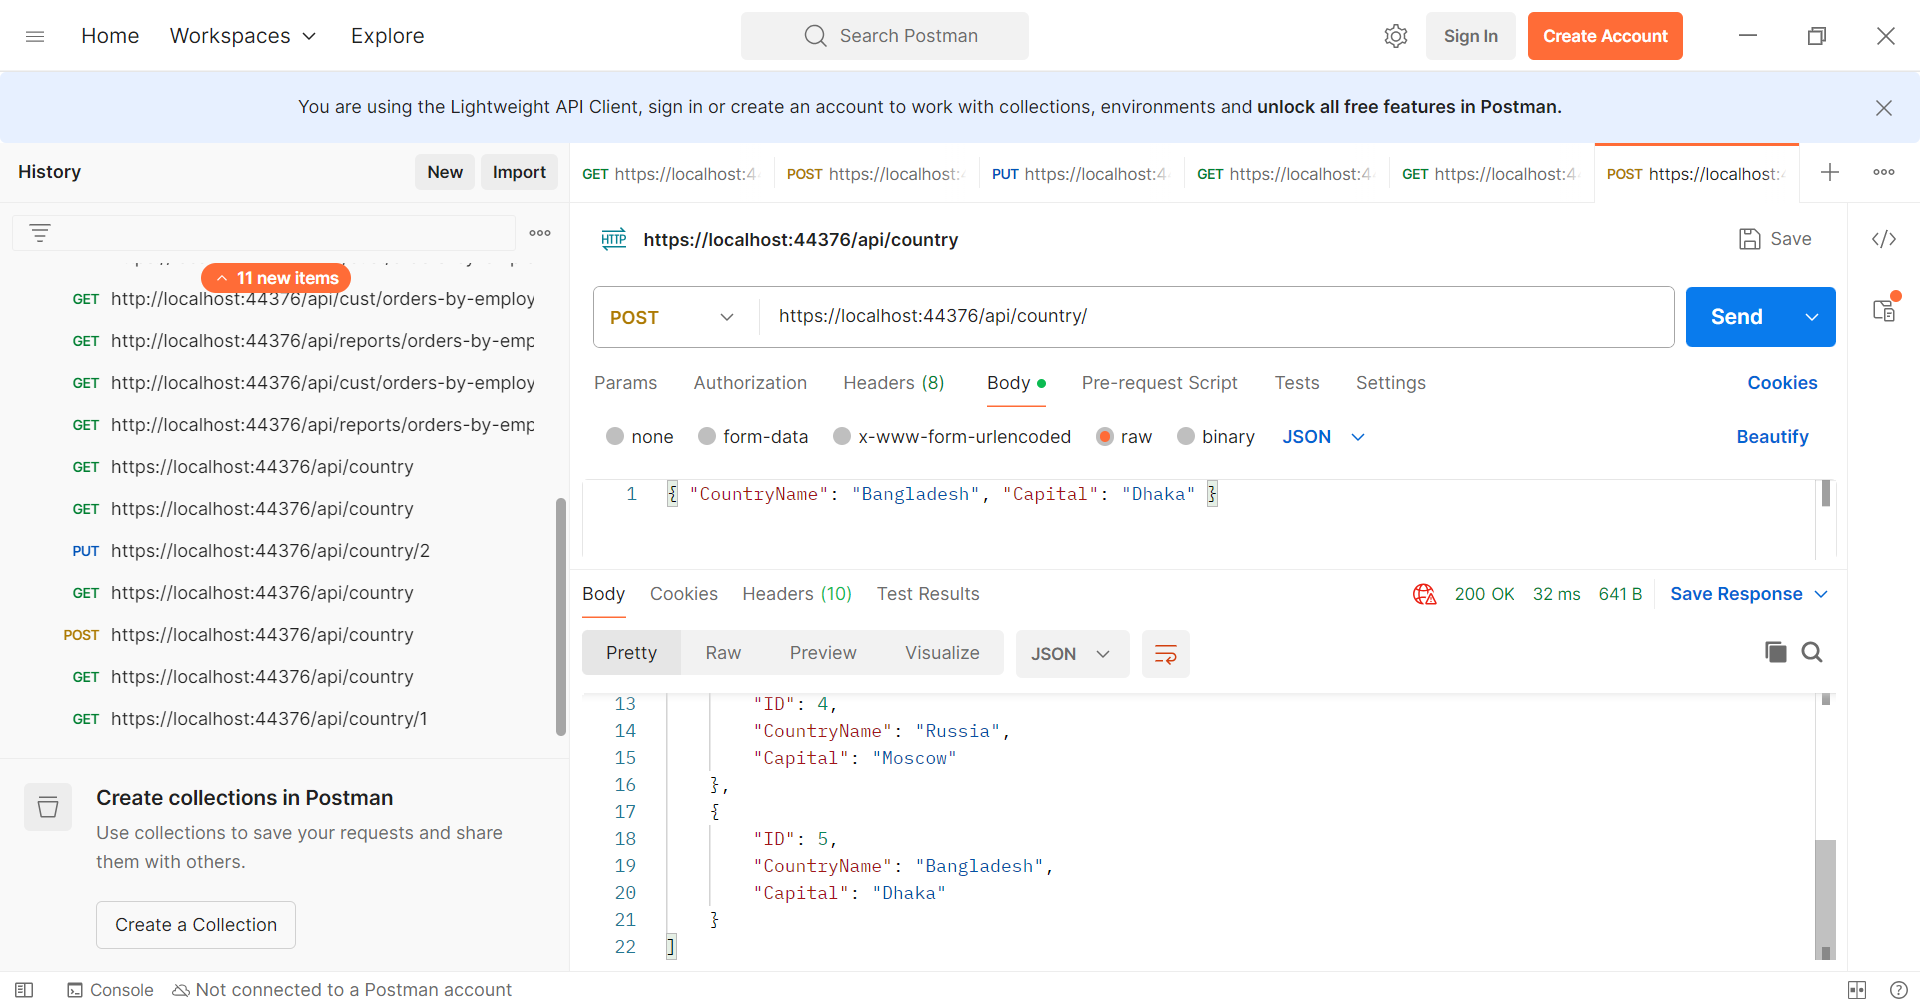 Home
Workspaces
Explore
Search Postman
Sign In
Create Account
You are using the Lightweight API Client, sign in or create an account to work with collections, environments and unlock all free features in Postman.
History
New
Import
11 new items
GET http://localhost:44376/api/cust/orders-by-employ
GET http://localhost:44376/api/reports/orders-by-emp
GET http://localhost:44376/api/cust/orders-by-employ
GET http://localhost:44376/api/reports/orders-by-emp
GET https://localhost:44376/api/country
GET https://localhost:44376/api/country
PUT https://localhost:44376/api/country/2
GET https://localhost:44376/api/country
POST https://localhost:44376/api/country
GET https://localhost:44376/api/country
GET https://localhost:44376/api/country/1
Create collections in Postman
Use collections to save your requests and share
them with others.
Create a Collection
GET https://localhost:4
POST https://localhost:
PUT https://localhost:4
GET https://localhost:4
GET https://localhost:4
POST https://localhost:
HTTP https://localhost:44376/api/country
Save
</>
POST
https://localhost:44376/api/country/
Send
Params
Authorization
Headers (8)
Body
Pre-request Script
Tests
Settings
Cookies
none
form-data
x-www-form-urlencoded
raw
binary
JSON
Beautify
1 { "CountryName": "Bangladesh", "Capital": "Dhaka" }
Body
Cookies
Headers (10)
Test Results
200 OK
32 ms
641 B
Save Response
Pretty
Raw
Preview
Visualize
JSON
13 "ID": 4,
14 "CountryName": "Russia",
15 "Capital": "Moscow"
16 },
17 {
18 "ID": 5,
19 "CountryName": "Bangladesh",
20 "Capital": "Dhaka"
21 }
22 ]
Console
Not connected to a Postman account